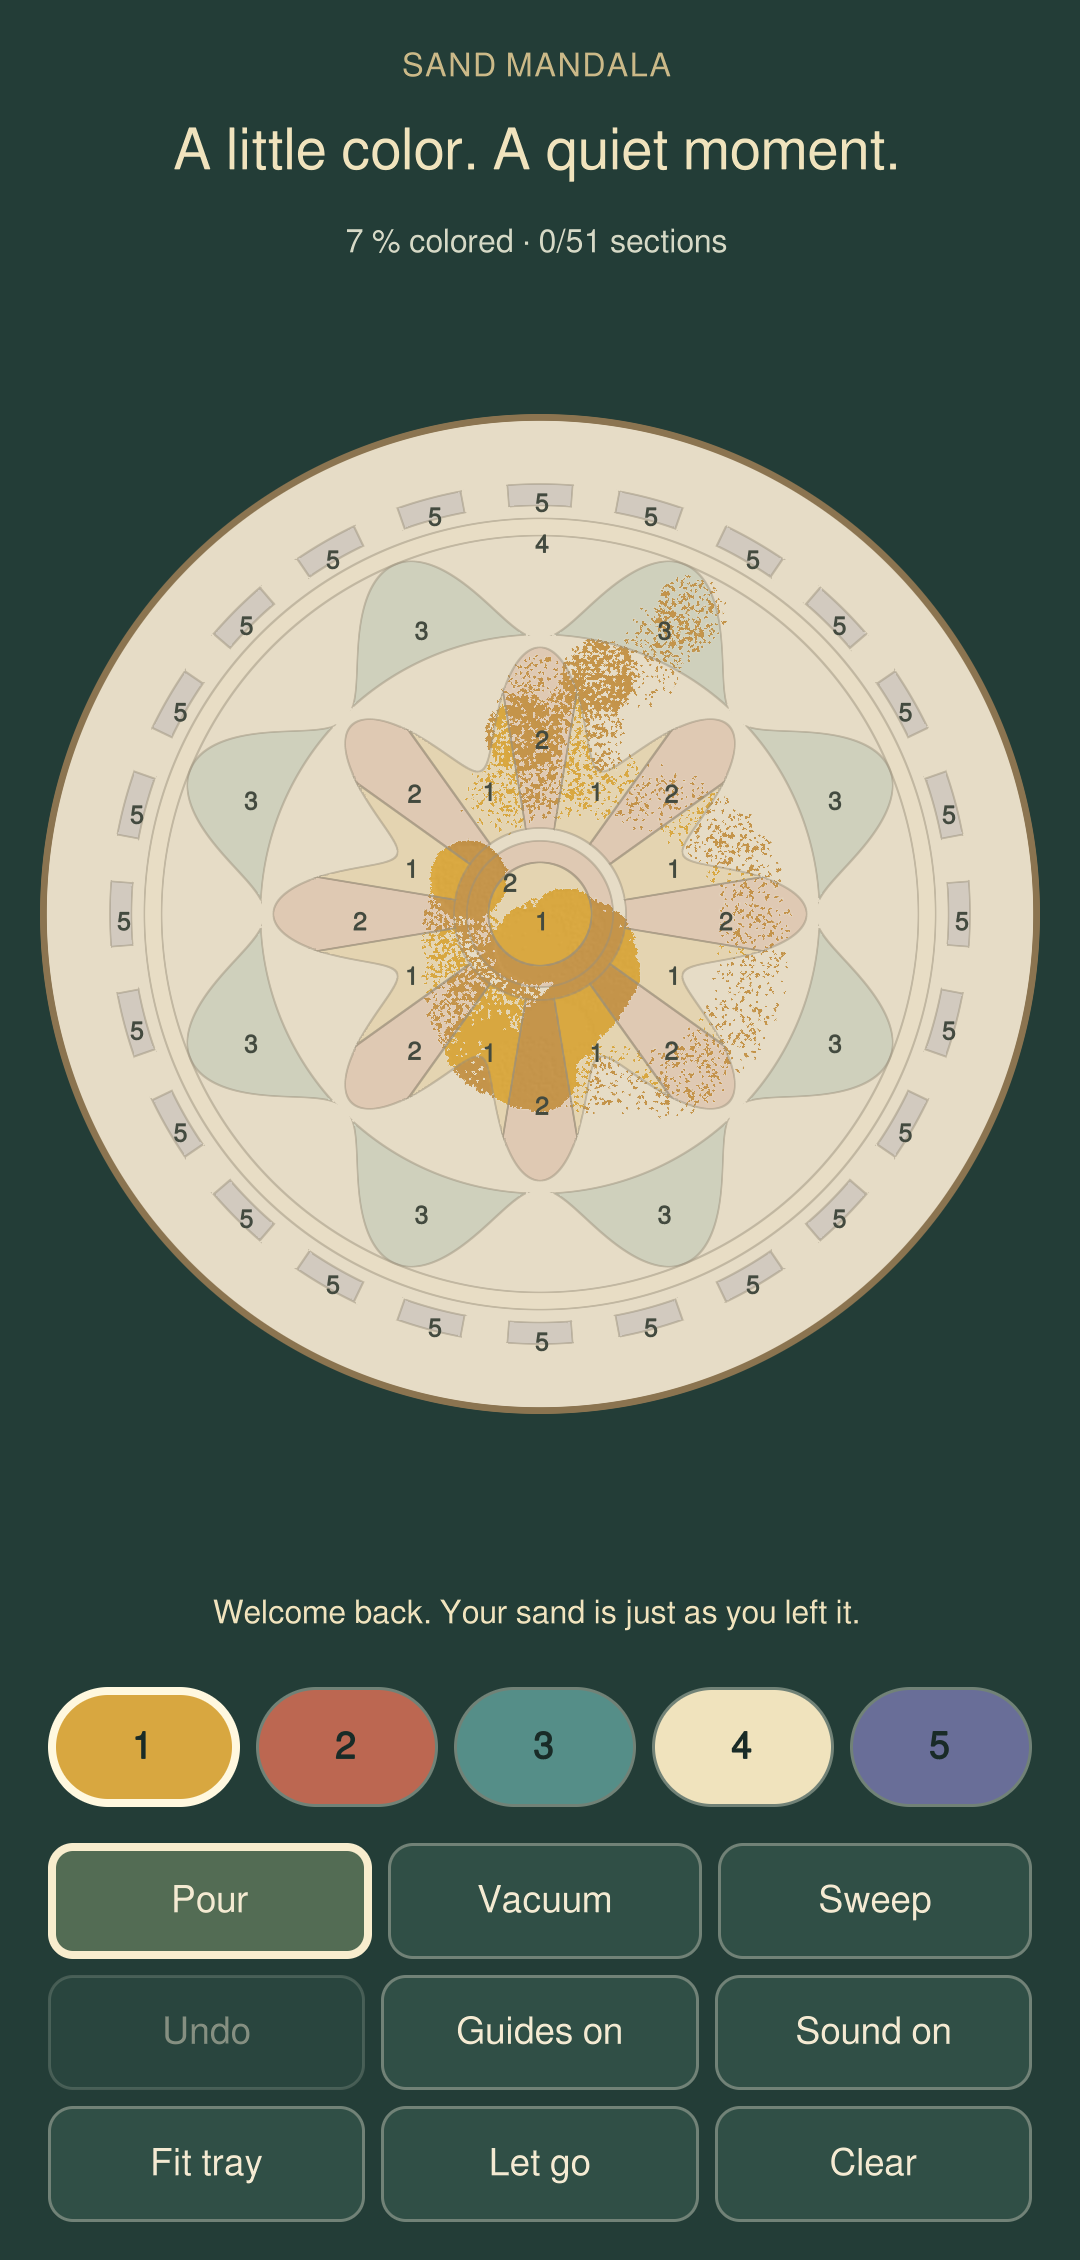 SAND MANDALA
A little color. A quiet moment.
7 % colored · 0/51 sections
5
5 5
4
5 5
3 3
5 5
5 5
2
2 1 1 2
3 3
5 5
1 1
2
2 1 2
5 5
1 1
5 5
3 2 1 1 2 3
2
5 5
3 3
5 5
5 5
5 5
5
Welcome back. Your sand is just as you left it.
1 2 3 4 5
Pour Vacuum Sweep
Undo Guides on Sound on
Fit tray Let go Clear